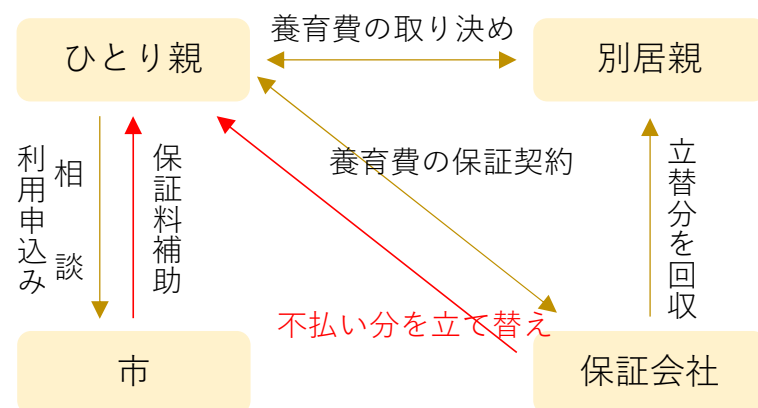 養育費の取り決め
ひとり親
別居親
養育費の保証契約
相談
利用申込み
保証料補助
立替分を回収
不払い分を立て替え
市
保証会社